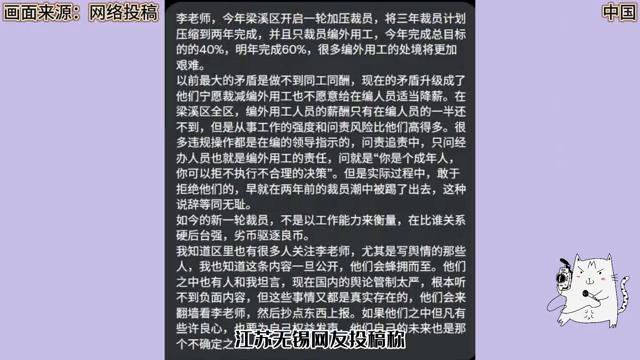 画面来源：网络投稿
中国
李老师，今年梁溪区开启一轮加压裁员，将三年裁员计划
压缩到两年完成，并且只裁员编外用工，今年完成总目标
的的40%，明年完成60%，很多编外用工的处境将更加
艰难。
以前最大的矛盾是做不到同工同酬，现在的矛盾升级成了
他们宁愿裁减编外用工也不愿意给在编人员适当降薪。在
梁溪区全区，编外用工人员的薪酬只有在编人员的一半还
不到，但是从事工作的强度和问责风险比他们高得多。很
多违规操作都是在编的领导指示的，问责追责中，只问经
办人员也就是编外用工的责任，问就是“你是个成年人，
你可以拒不执行不合理的决策”。但是实际过程中，敢于
拒绝他们的，早就在两年前的裁员潮中被踢了出去，这种
说辞等同无耻。
如今的新一轮裁员，不是以工作能力来衡量，在比谁关系
硬后台强，劣币驱逐良币。
我知道区里也有很多人关注李老师，尤其是写舆情的那些
人，我也知道这条内容一旦公开，他们会蜂拥而至。他们
之中也有人和我坦言，现在国内的舆论管制太严，根本听
不到负面内容，但这些事情又都是真实存在的，他们会来
翻墙看李老师，然后抄点东西上报。如果他们之中但凡有
些许良心，也要为自己权益发声，他们自己的未来也是那
个不确定之
江苏无锡网友投稿称